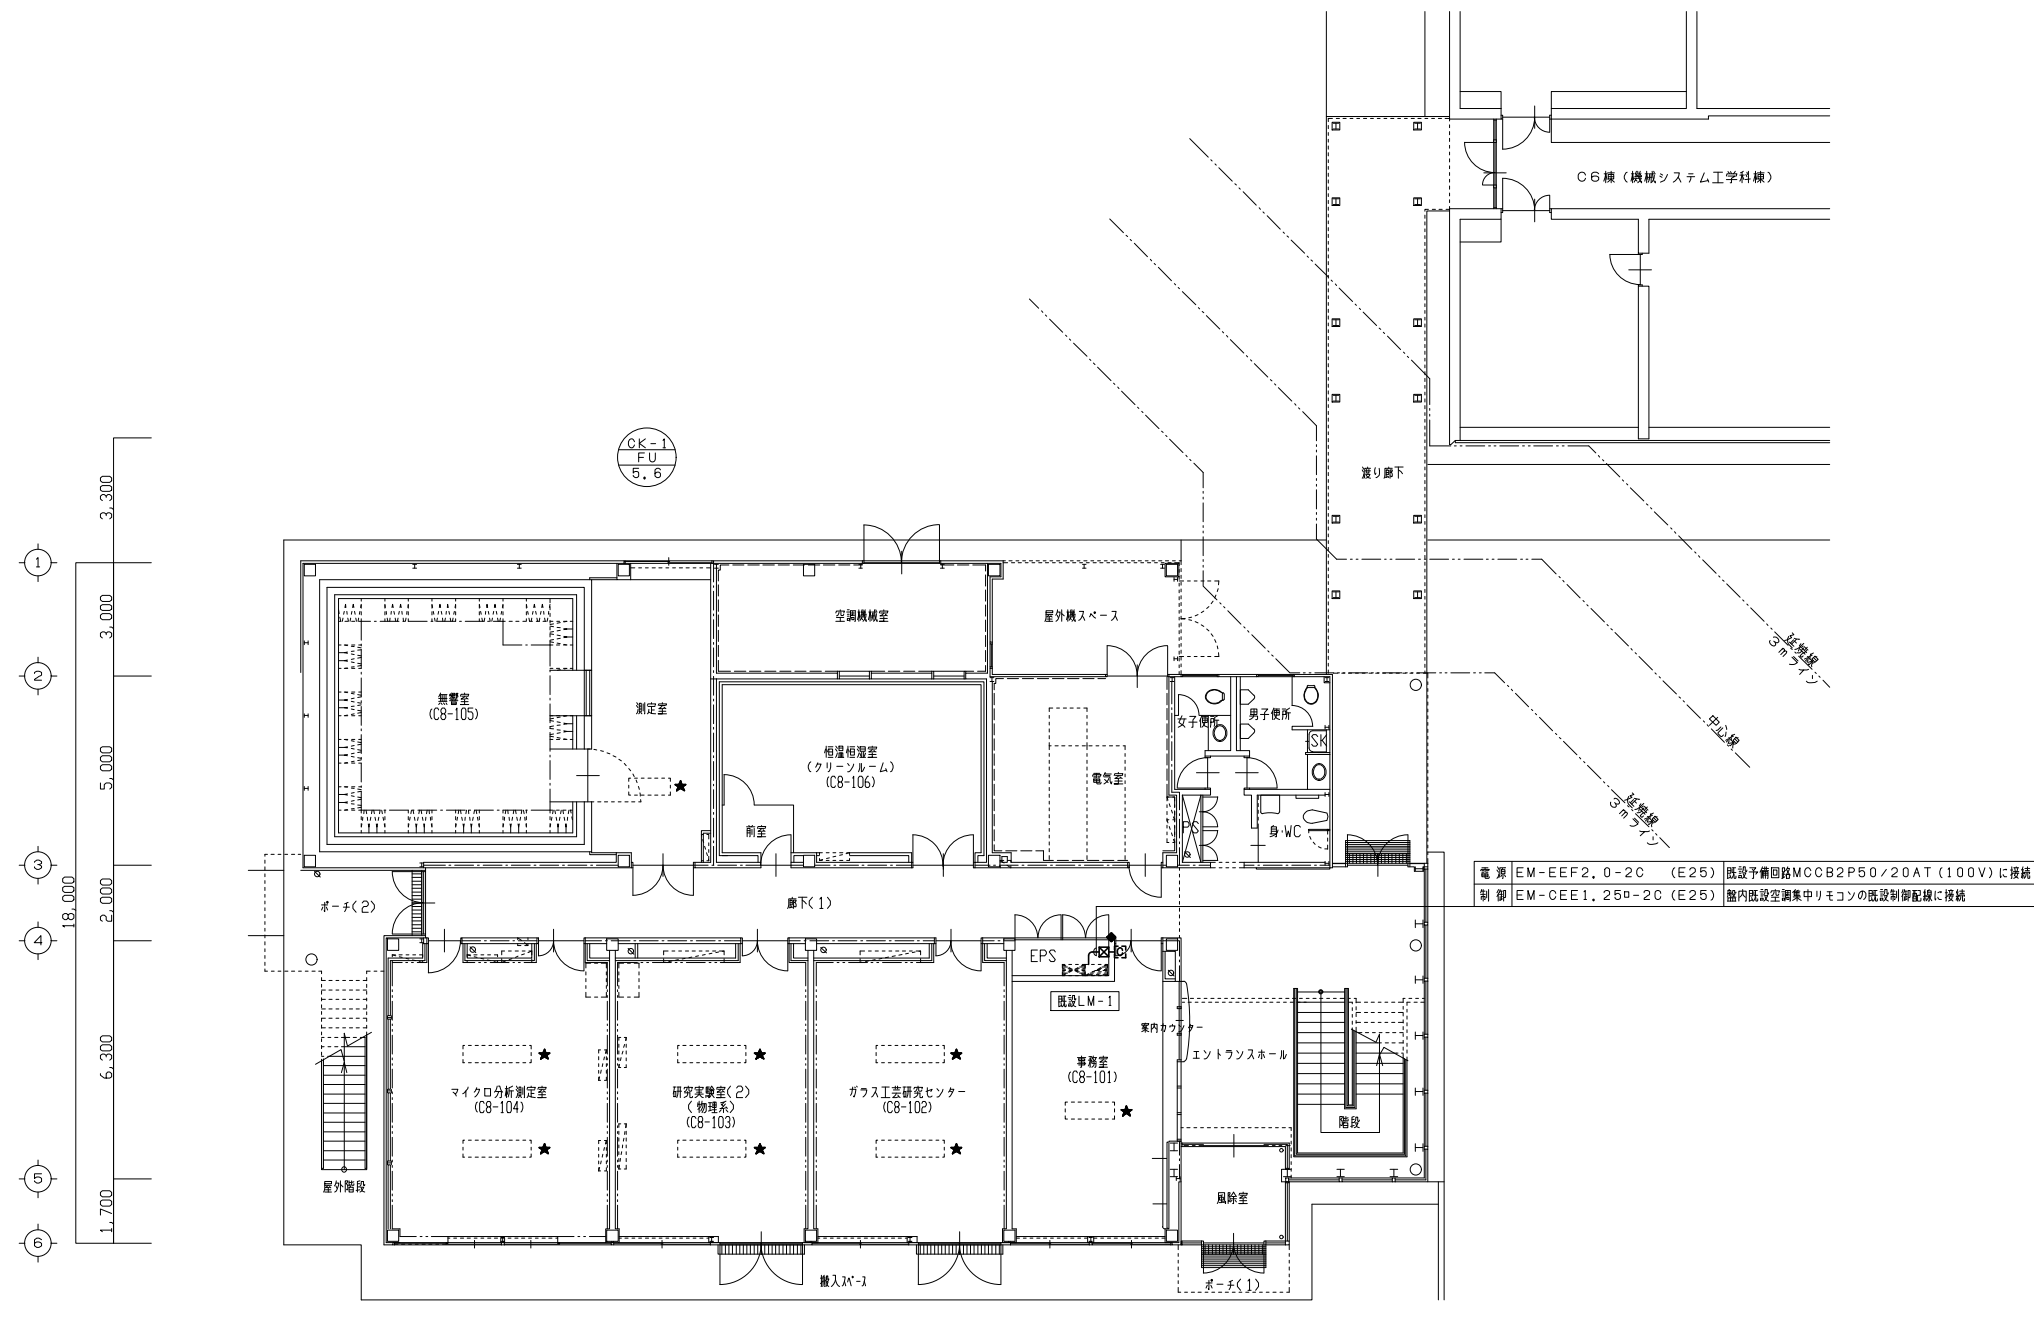 C6棟(機械システム工学科棟)
CK-1
FU
5.6
渡り廊下
3,300
3,000
5,000
2,000
18,000
6,300
1,700
1
2
3
4
5
6
空調機械室
屋外機スペース
延焼線
3mライン
中心線
延焼線
3mライン
無響室
(C8-105)
測定室
恒温恒湿室
(クリーンルーム)
(C8-106)
前室
電気室
女子便所
男子便所
SK
PS
身・WC
電源 EM-EEF2.0-2C (E25) 既設予備回路MCCB2P50/20AT(100V)に接続
制御 EM-CEE1.25□-2C (E25) 盤内既設空調集中リモコンの既設制御配線に接続
ポーチ(2)
廊下(1)
EPS
既設LM-1
案内カウンター
エントランスホール
事務室
(C8-101)
マイクロ分析測定室
(C8-104)
研究実験室(2)
(物理系)
(C8-103)
ガラス工芸研究センター
(C8-102)
階段
屋外階段
風除室
搬入スペース
ポーチ(1)